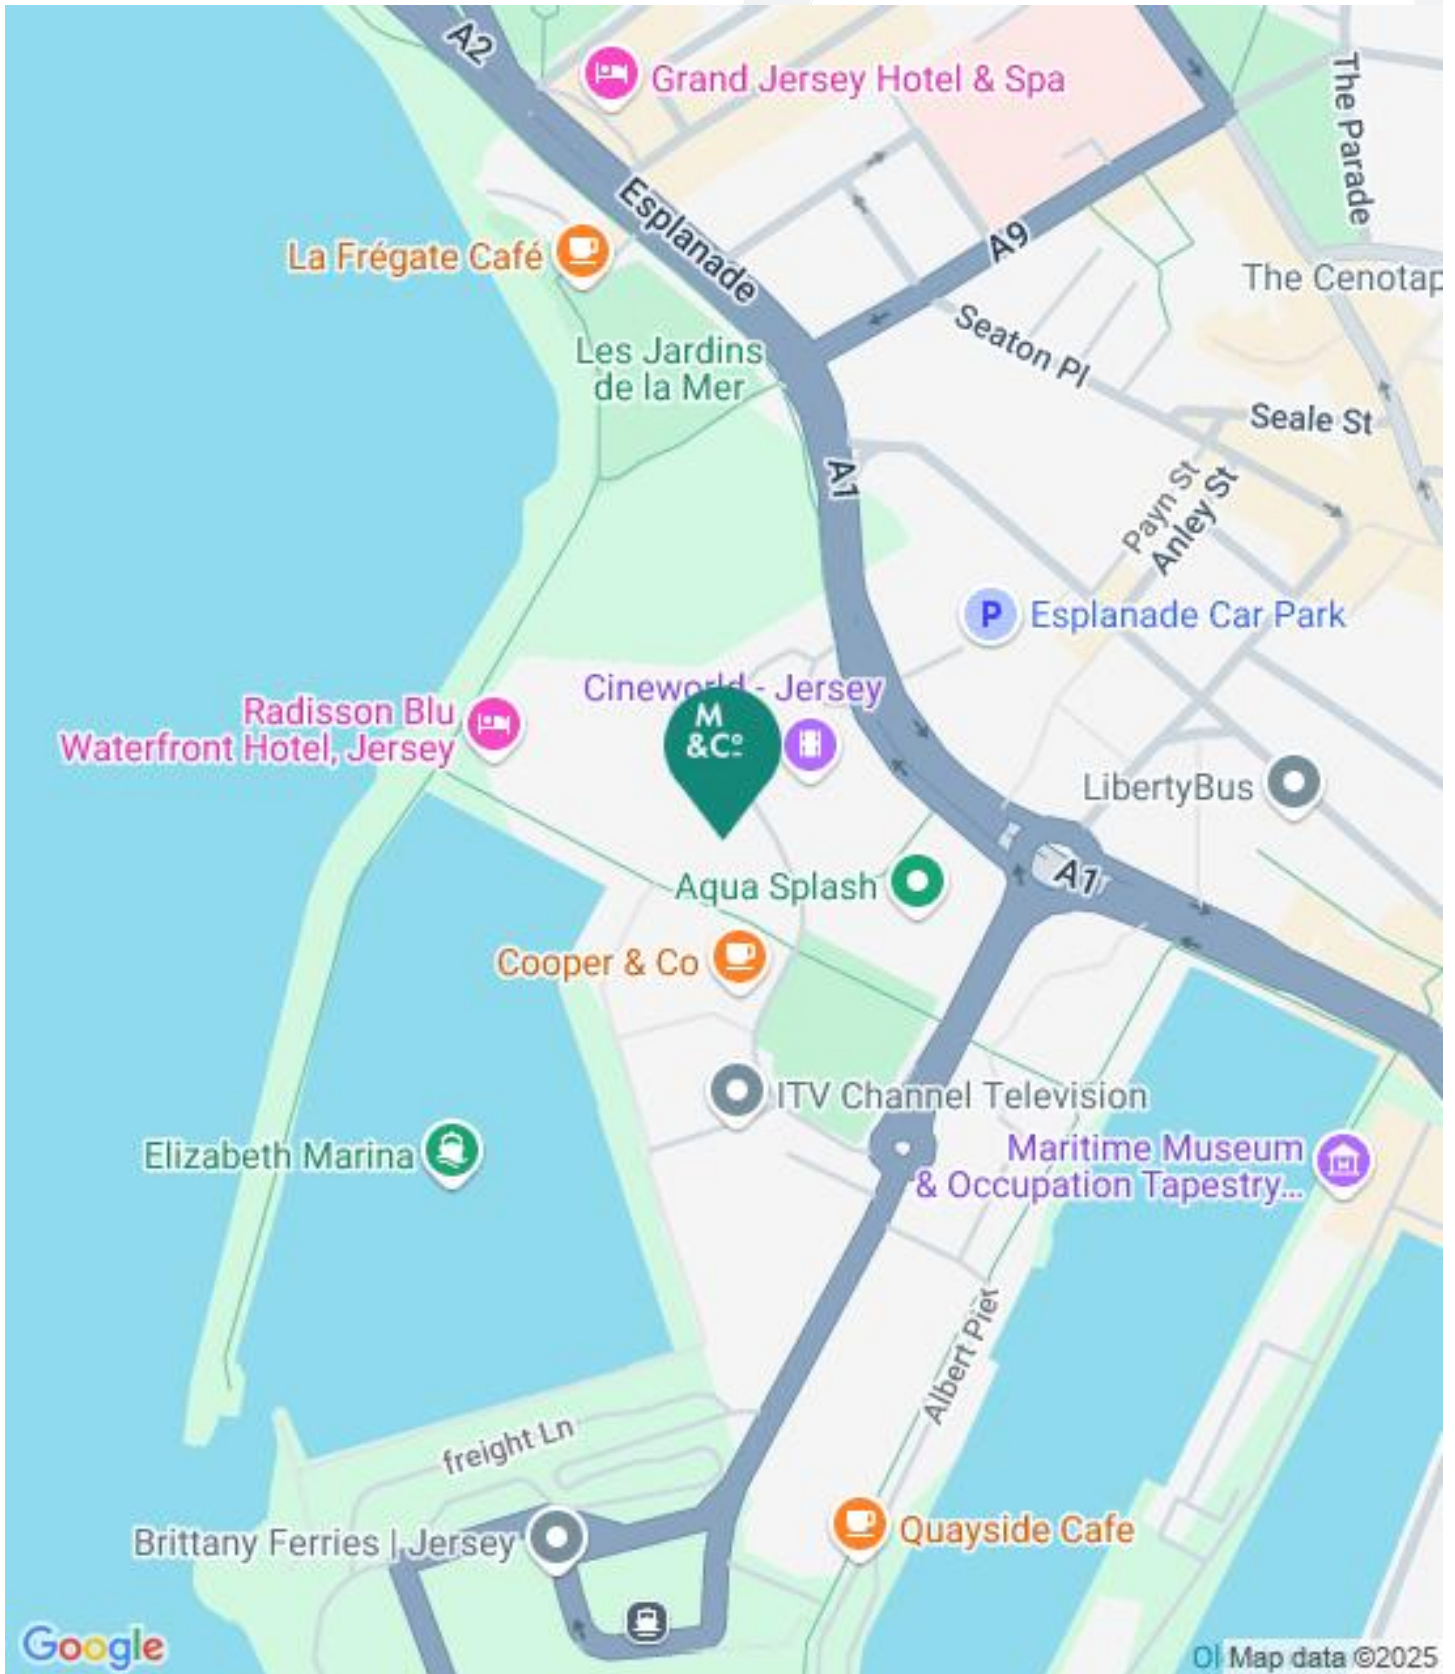 A2
Grand Jersey Hotel & Spa
The Parade
Esplanade
La Frégate Café
A9
The Cenotap
Seaton Pl
Les Jardins
de la Mer
Seale St
A1
Payn St
Anley St
P
Esplanade Car Park
Cineworld - Jersey
Radisson Blu
Waterfront Hotel, Jersey
M
&Cº
LibertyBus
A1
Aqua Splash
Cooper & Co
ITV Channel Television
Elizabeth Marina
Maritime Museum
& Occupation Tapestry...
Albert Pier
freight Ln
Quayside Cafe
Brittany Ferries | Jersey
Google
Map data ©2025